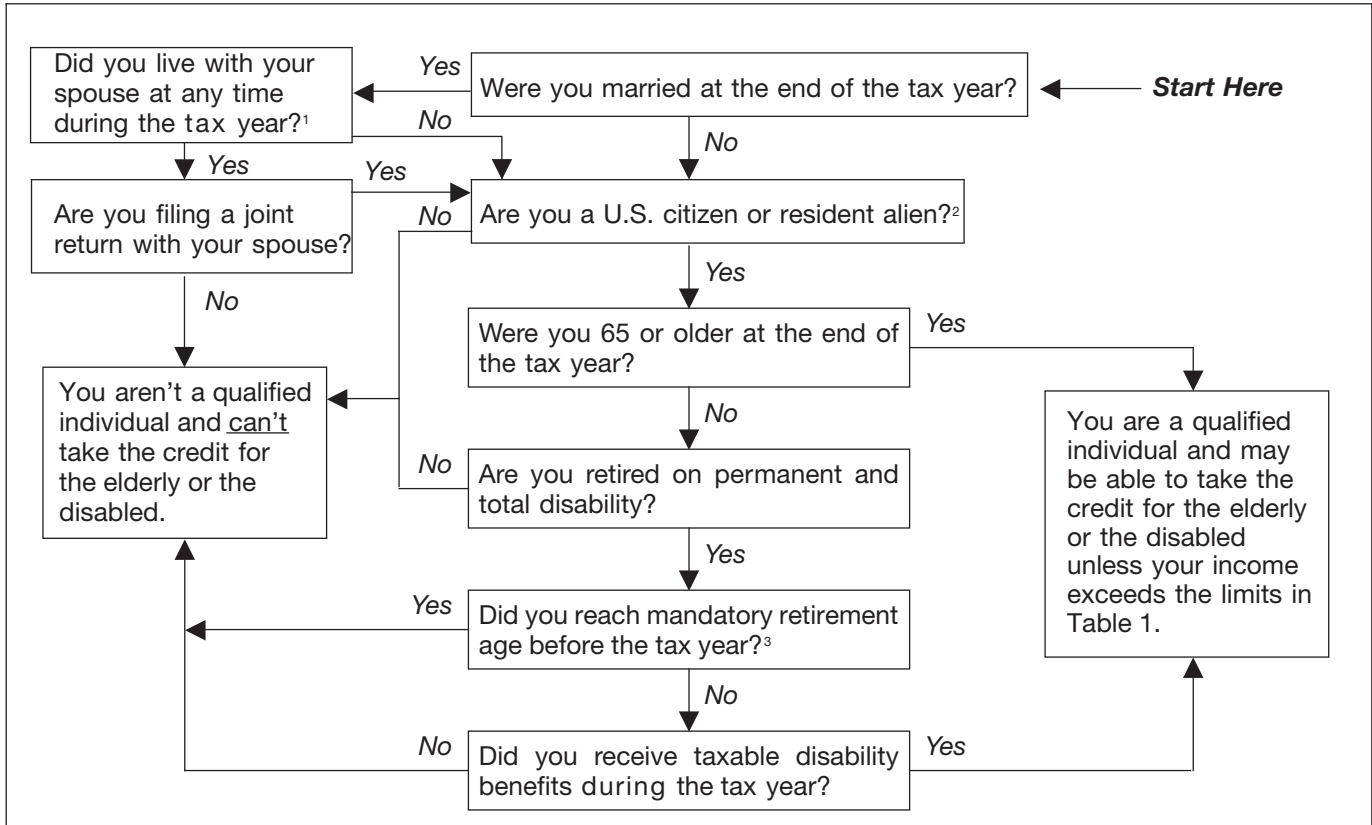 Start Here
Were you married at the end of the tax year?
Yes
No
Did you live with your
spouse at any time
during the tax year?¹
No
Yes
Are you filing a joint
return with your spouse?
Yes
No
Are you a U.S. citizen or resident alien?²
No
Yes
Were you 65 or older at the end of
the tax year?
Yes
No
You aren't a qualified
individual and can't
take the credit for
the elderly or the
disabled.
Are you retired on permanent and
total disability?
No
Yes
You are a qualified
individual and may
be able to take the
credit for the elderly
or the disabled
unless your income
exceeds the limits in
Table 1.
Did you reach mandatory retirement
age before the tax year?³
Yes
No
Did you receive taxable disability
benefits during the tax year?
No
Yes